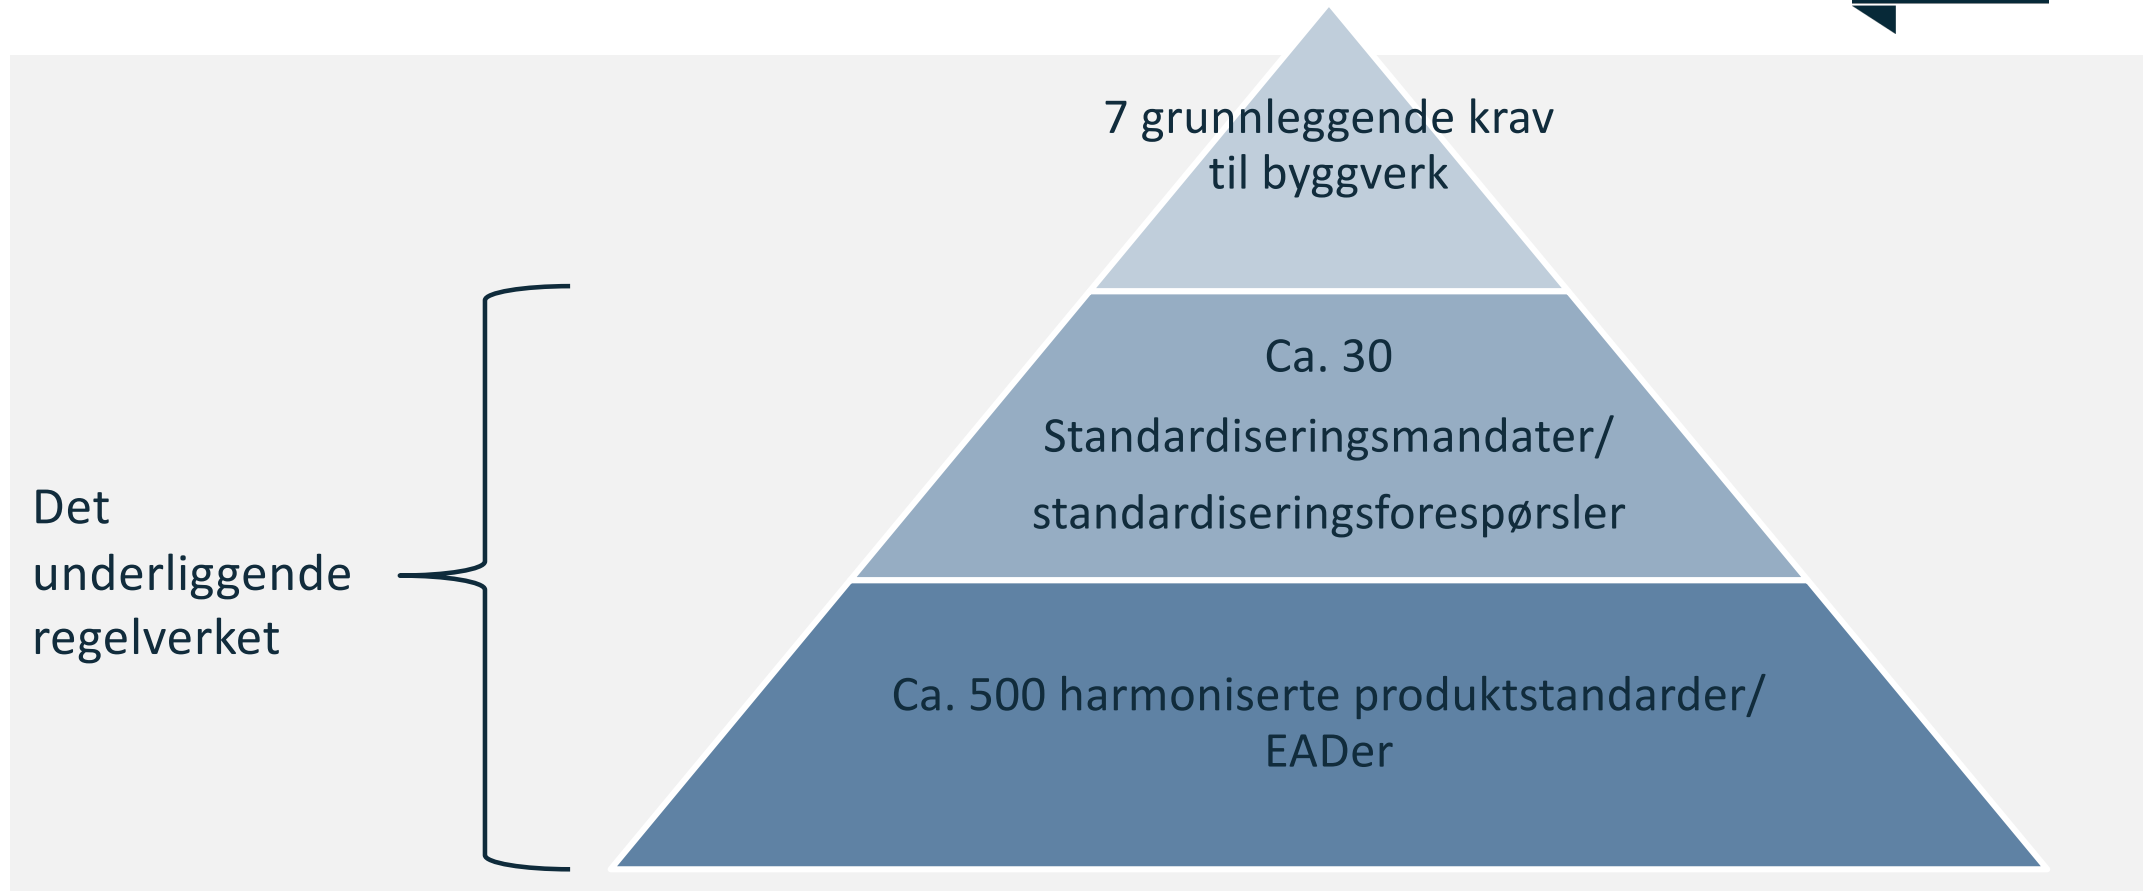 7 grunnleggende krav
til byggverk
Ca. 30
Standardiseringsmandater/
standardiseringsforespørsler
Det
underliggende
regelverket
Ca. 500 harmoniserte produktstandarder/
EADer